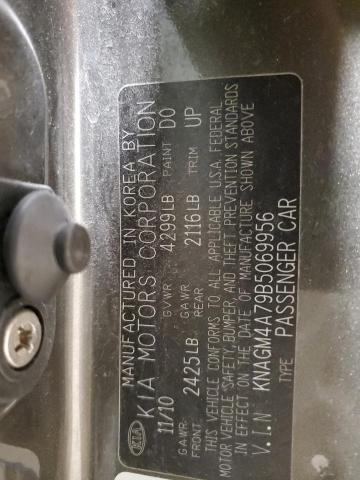 MANUFACTURED IN KOREA BY
KIA KIA MOTORS CORPORATION
11/10 GVWR 4299LB PAINT D0
GAWR FRONT 2425LB GAWR REAR 2116LB TRIM UP
THIS VEHICLE CONFORMS TO ALL APPLICABLE U.S.A. FEDERAL
MOTOR VEHICLE SAFETY, BUMPER, AND THEFT PREVENTION STANDARDS
IN EFFECT ON THE DATE OF MANUFACTURE SHOWN ABOVE
V.I.N KNAGM4A79B5069956
TYPE PASSENGER CAR